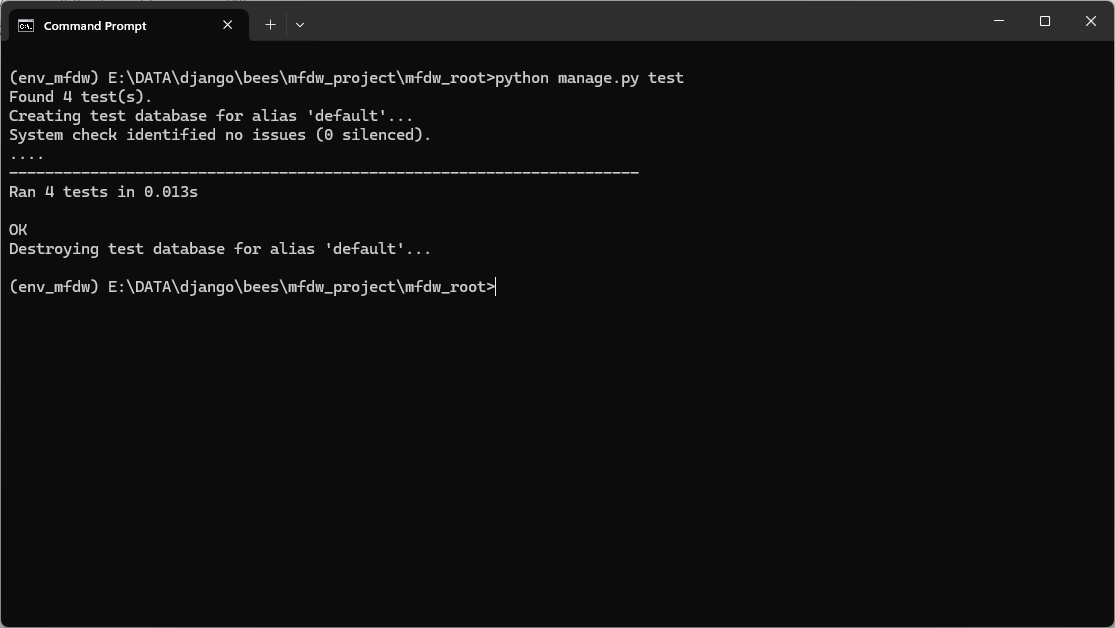 Command Prompt
(env_mfdw) E:\DATA\django\bees\mfdw_project\mfdw_root>python manage.py test
Found 4 test(s).
Creating test database for alias 'default'...
System check identified no issues (0 silenced).
....
----------------------------------------------------------------------
Ran 4 tests in 0.013s
OK
Destroying test database for alias 'default'...
(env_mfdw) E:\DATA\django\bees\mfdw_project\mfdw_root>